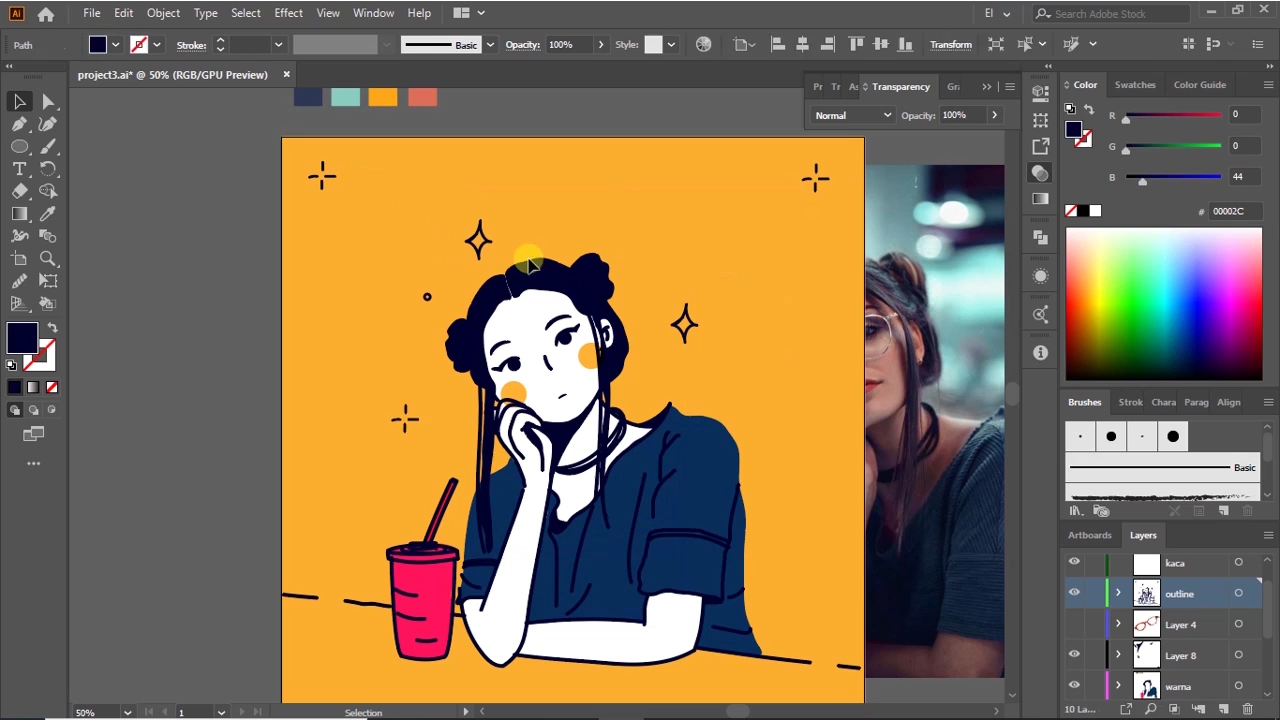 Ai File Edit Object Type Select Effect View Window Help El Search Adobe Stock
Path Stroke: Basic Opacity: 100% Style: Transform
project3.ai* @ 50% (RGB/GPU Preview)
Pr Tr As Transparency Gra
Normal Opacity: 100%
Color Swatches Color Guide
R 0
G 0
B 44
# 00002C
Brushes Strok Chara Parag Align
Basic
Artboards Layers
kaca
outline
Layer 4
Layer 8
warna
10 La...
50% 1 Selection